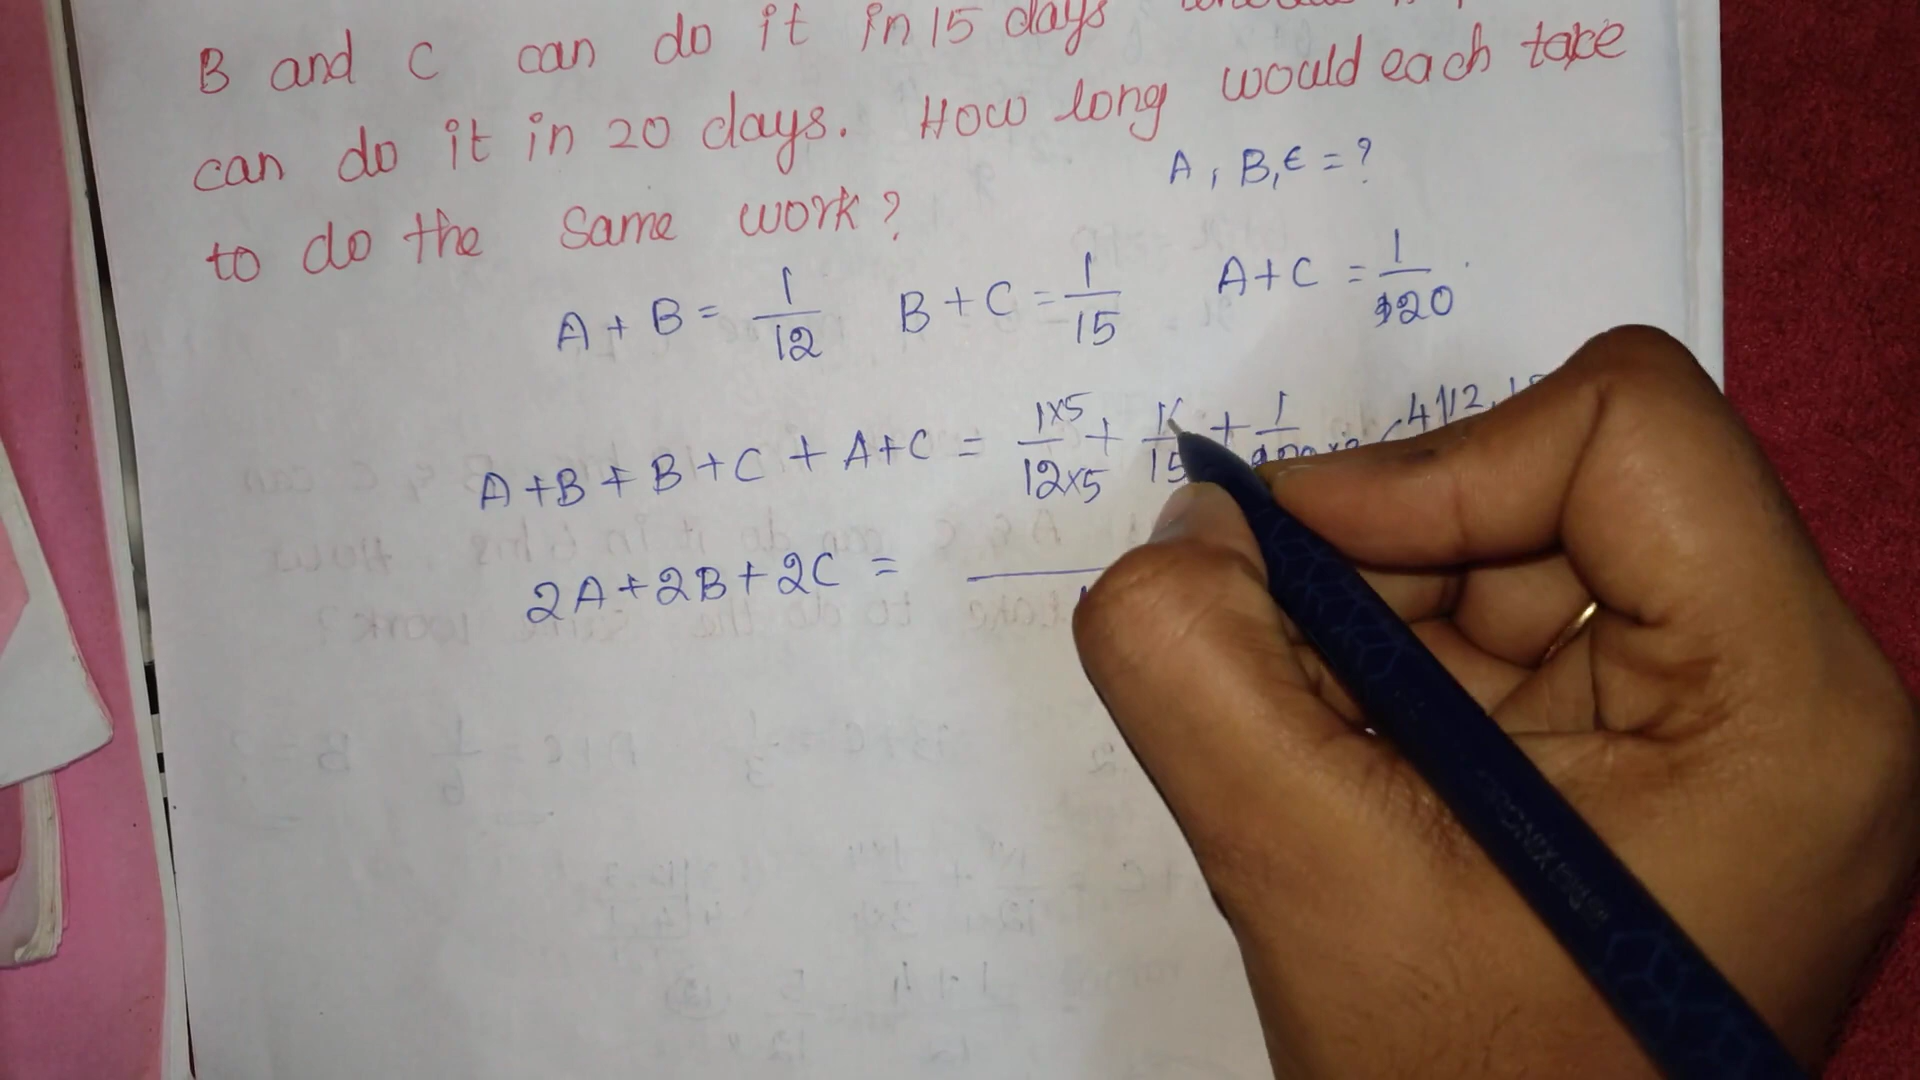 B and C can do it in 15 days
can do it in 20 days. How long would each take
to do the same work?
A, B, C = ?
A + B = 1/12 B + C = 1/15 A + C = 1/20
A + B + B + C + A + C = 1×5/12×5 + 1/15 + 1/20
2A + 2B + 2C =